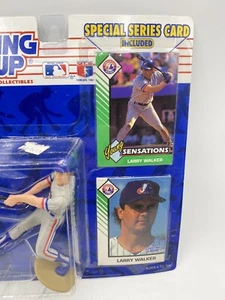 ING
UP
COLLECTIBLES
SPECIAL SERIES CARD
INCLUDED
Young
SENSATIONS
LARRY WALKER
LARRY WALKER